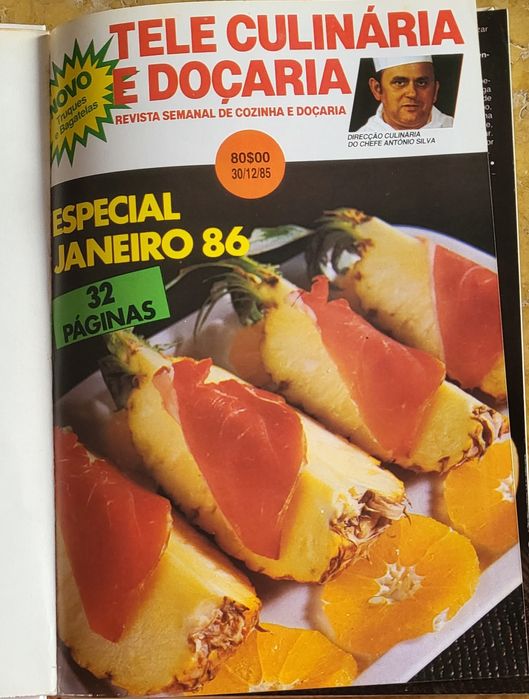 TELE CULINÁRIA
E DOÇARIA
REVISTA SEMANAL DE COZINHA E DOÇARIA
NOVO
Truques
e Bagatelas
DIRECÇÃO CULINÁRIA
DO CHEFE ANTÓNIO SILVA
80$00
30/12/85
ESPECIAL
JANEIRO 86
32
PÁGINAS